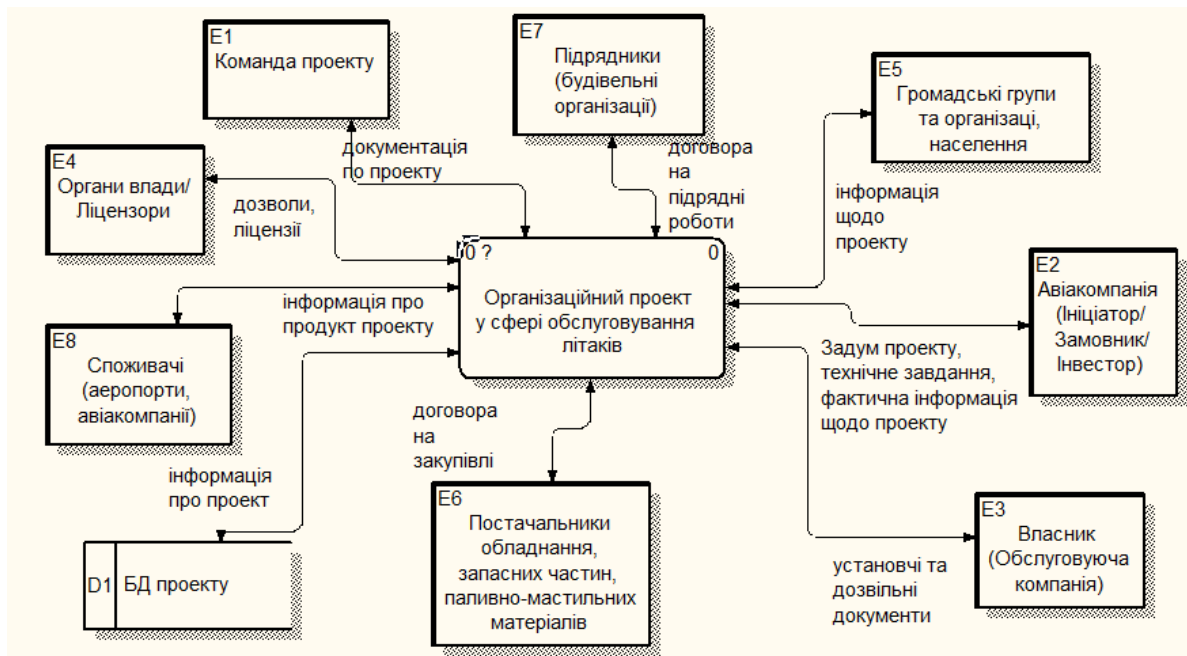 E1
Команда проекту
E7
Підрядники
(будівельні
організації)
E5
Громадські групи
та організаці,
населення
документація
по проекту
договора
на
підрядні
роботи
E4
Органи влади/
Ліцензори
дозволи,
ліцензії
інформація
щодо
проекту
0 ?
0
Організаційний проект
у сфері обслуговування
літаків
E2
Авіакомпанія
(Ініціатор/
Замовник/
Інвестор)
інформація про
продукт проекту
E8
Споживачі
(аеропорти,
авіакомпанії)
Задум проекту,
технічне завдання,
фактична інформація
щодо проекту
договора
на
закупівлі
інформація
про проект
E6
Постачальники
обладнання,
запасних частин,
паливно-мастильних
матеріалів
E3
Власник
(Обслуговуюча
компанія)
установчі та
дозвільні
документи
D1
БД проекту